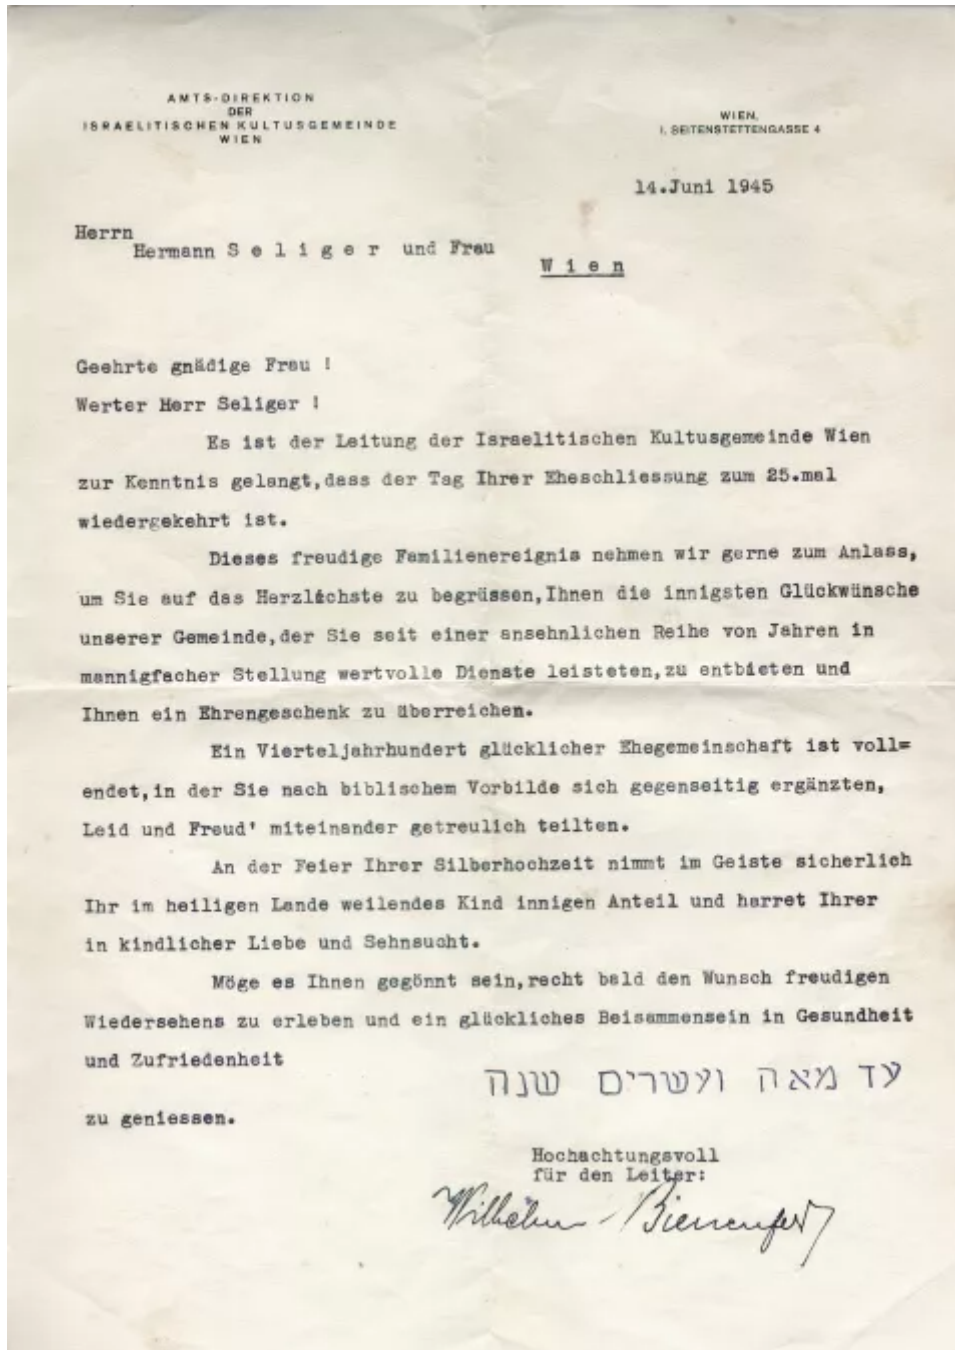 AMTS-DIREKTION
DER
ISRAELITISCHEN KULTUSGEMEINDE
WIEN
WIEN,
I. SEITENSTETTENGASSE 4
14.Juni 1945
Herrn
Hermann S e l i g e r und Frau
W i e n
Geehrte gnädige Frau !
Werter Herr Seliger !
Es ist der Leitung der Israelitischen Kultusgemeinde Wien
zur Kenntnis gelangt,dass der Tag Ihrer Eheschliessung zum 25.mal
wiedergekehrt ist.
Dieses freudige Familienereignis nehmen wir gerne zum Anlass,
um Sie auf das Herzlichste zu begrüssen,Ihnen die innigsten Glückwünsche
unserer Gemeinde,der Sie seit einer ansehnlichen Reihe von Jahren in
mannigfacher Stellung wertvolle Dienste leisteten,zu entbieten und
Ihnen ein Ehrengeschenk zu überreichen.
Ein Vierteljahrhundert glücklicher Ehegemeinschaft ist voll=
endet,in der Sie nach biblischem Vorbilde sich gegenseitig ergänzten,
Leid und Freud' miteinander getreulich teilten.
An der Feier Ihrer Silberhochzeit nimmt im Geiste sicherlich
Ihr im heiligen Lande weilendes Kind innigen Anteil und harret Ihrer
in kindlicher Liebe und Sehnsucht.
Möge es Ihnen gegönnt sein,recht bald den Wunsch freudigen
Wiedersehens zu erleben und ein glückliches Beisammensein in Gesundheit
und Zufriedenheit
עד מאה ועשרים שנה
zu geniessen.
Hochachtungsvoll
für den Leiter:
Wilhelm Bienenfeld